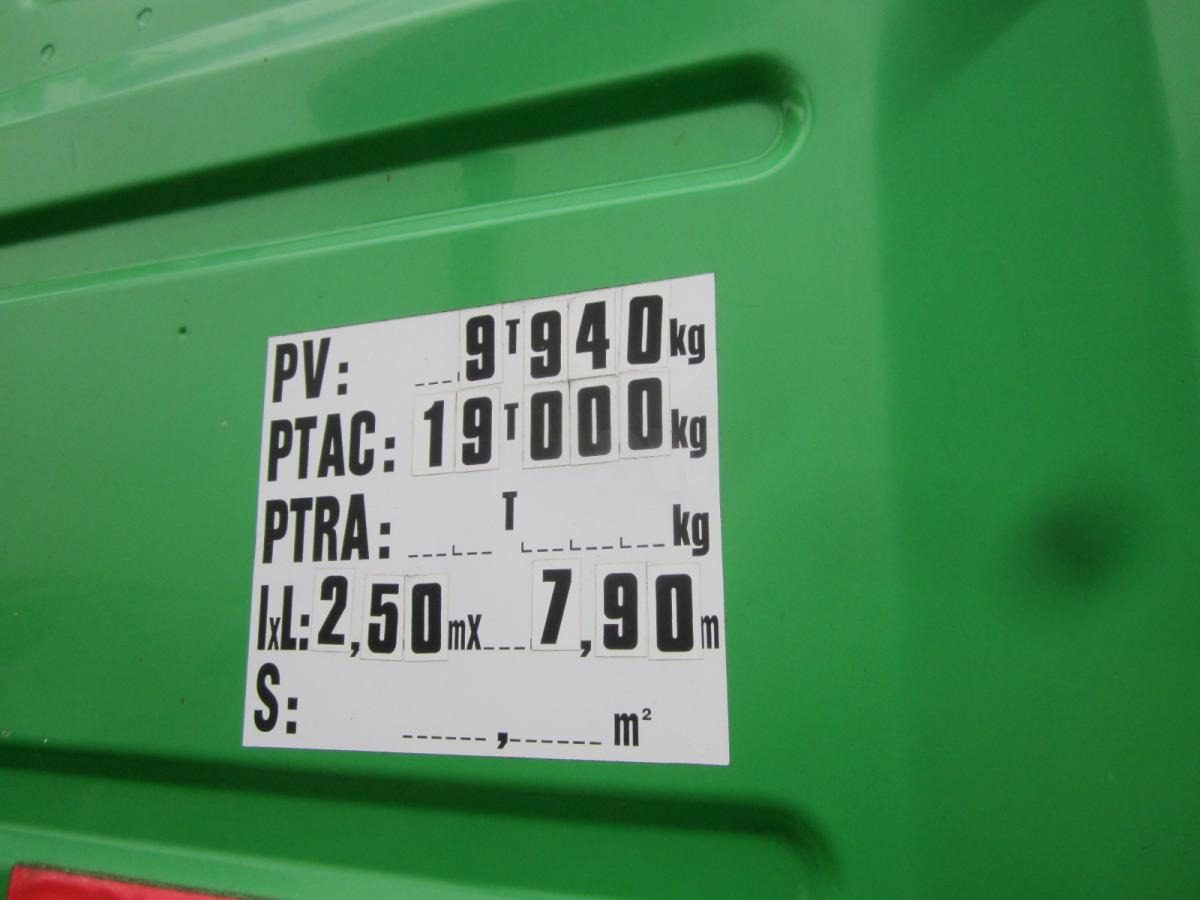 PV: 9T940kg
PTAC: 19T000kg
PTRA: T kg
lxL: 2,50mX 7,90m
S: , m²